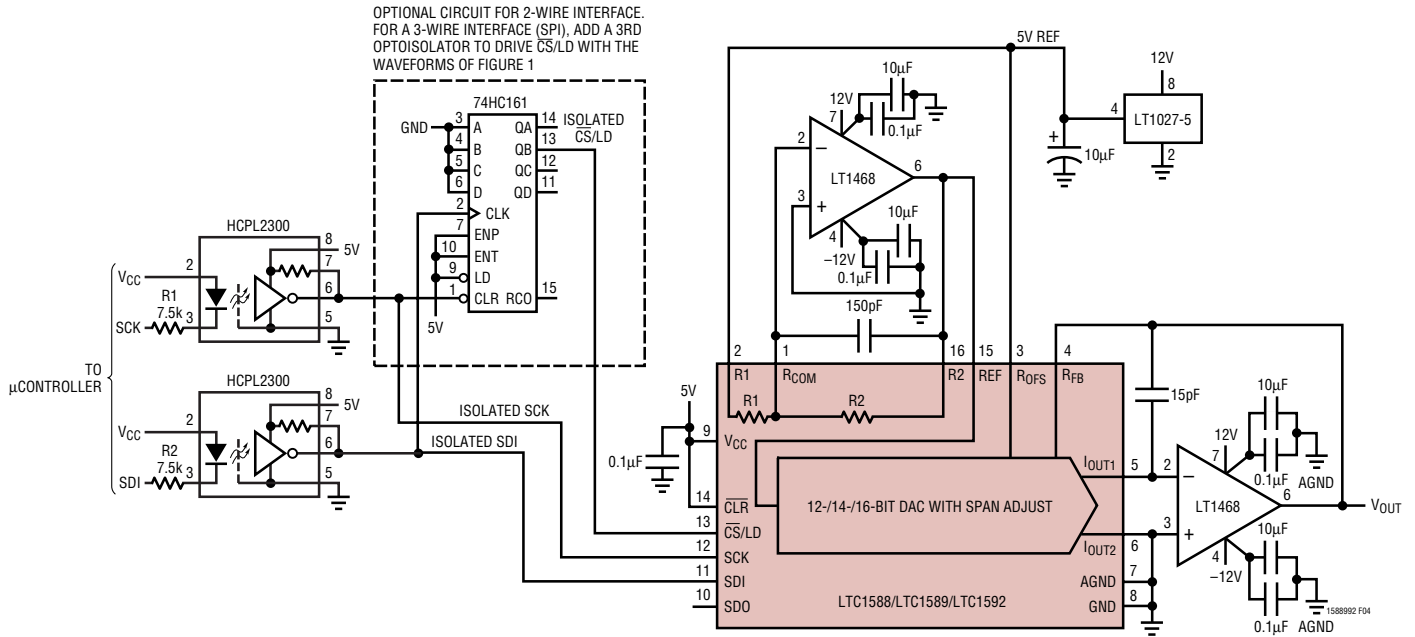 OPTIONAL CIRCUIT FOR 2-WIRE INTERFACE.
FOR A 3-WIRE INTERFACE (SPI), ADD A 3RD
OPTOISOLATOR TO DRIVE C̅S̅/LD WITH THE
WAVEFORMS OF FIGURE 1
74HC161
GND
3 A QA 14 ISOLATED
C̅S̅/LD
4 B QB 13
5 C QC 12
6 D QD 11
2 CLK
7 ENP
10 ENT
9 LD
1 CLR RCO 15
5V
HCPL2300
VCC 2
R1
7.5k
SCK 3
8 5V
7
6
5
TO
µCONTROLLER
HCPL2300
VCC 2
R2
7.5k
SDI 3
8 5V
7
6
5
ISOLATED SCK
ISOLATED SDI
5V REF
12V
8
4 LT1027-5
2
+
10µF
10µF
12V
7
0.1µF
2 –
LT1468
6
3 +
4
–12V
10µF
0.1µF
150pF
2 1 16 15 3 4
R1 RCOM R2 REF ROFS RFB
R1 R2
5V
9 VCC
0.1µF
14 C̅L̅R̅
13 C̅S̅/LD
12 SCK
11 SDI
10 SDO
12-/14-/16-BIT DAC WITH SPAN ADJUST
LTC1588/LTC1589/LTC1592
IOUT1 5
IOUT2 6
AGND 7
GND 8
15pF
10µF
12V
7
0.1µF AGND
2 –
LT1468
6 VOUT
3 +
4
–12V
10µF
0.1µF AGND
1588992 F04